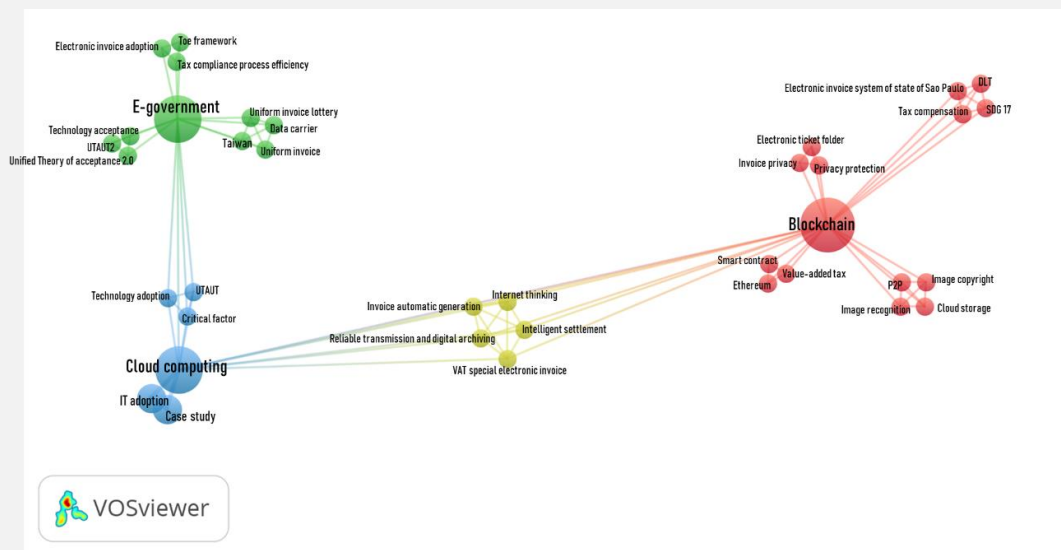 Toe framework
Electronic invoice adoption
Tax compliance process efficiency
E-government
Uniform invoice lottery
Data carrier
Technology acceptance
Taiwan
UTAUT2
Uniform invoice
Unified Theory of acceptance 2.0
DLT
Electronic invoice system of state of Sao Paulo
SDG 17
Tax compensation
Electronic ticket folder
Invoice privacy
Privacy protection
Blockchain
Smart contract
Value-added tax
Ethereum
Image copyright
P2P
Image recognition
Cloud storage
UTAUT
Technology adoption
Critical factor
Internet thinking
Invoice automatic generation
Intelligent settlement
Reliable transmission and digital archiving
VAT special electronic invoice
Cloud computing
IT adoption
Case study
VOSviewer